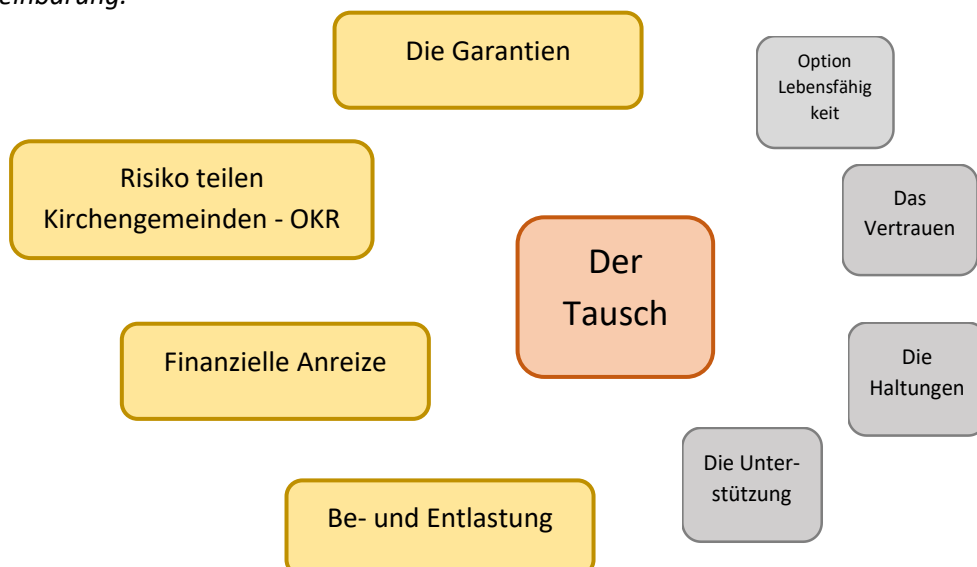 Die Garantien
Option
Lebensfähig
keit
Risiko teilen
Kirchengemeinden - OKR
Das
Vertrauen
Der
Tausch
Finanzielle Anreize
Die
Haltungen
Die Unter-
stützung
Be- und Entlastung